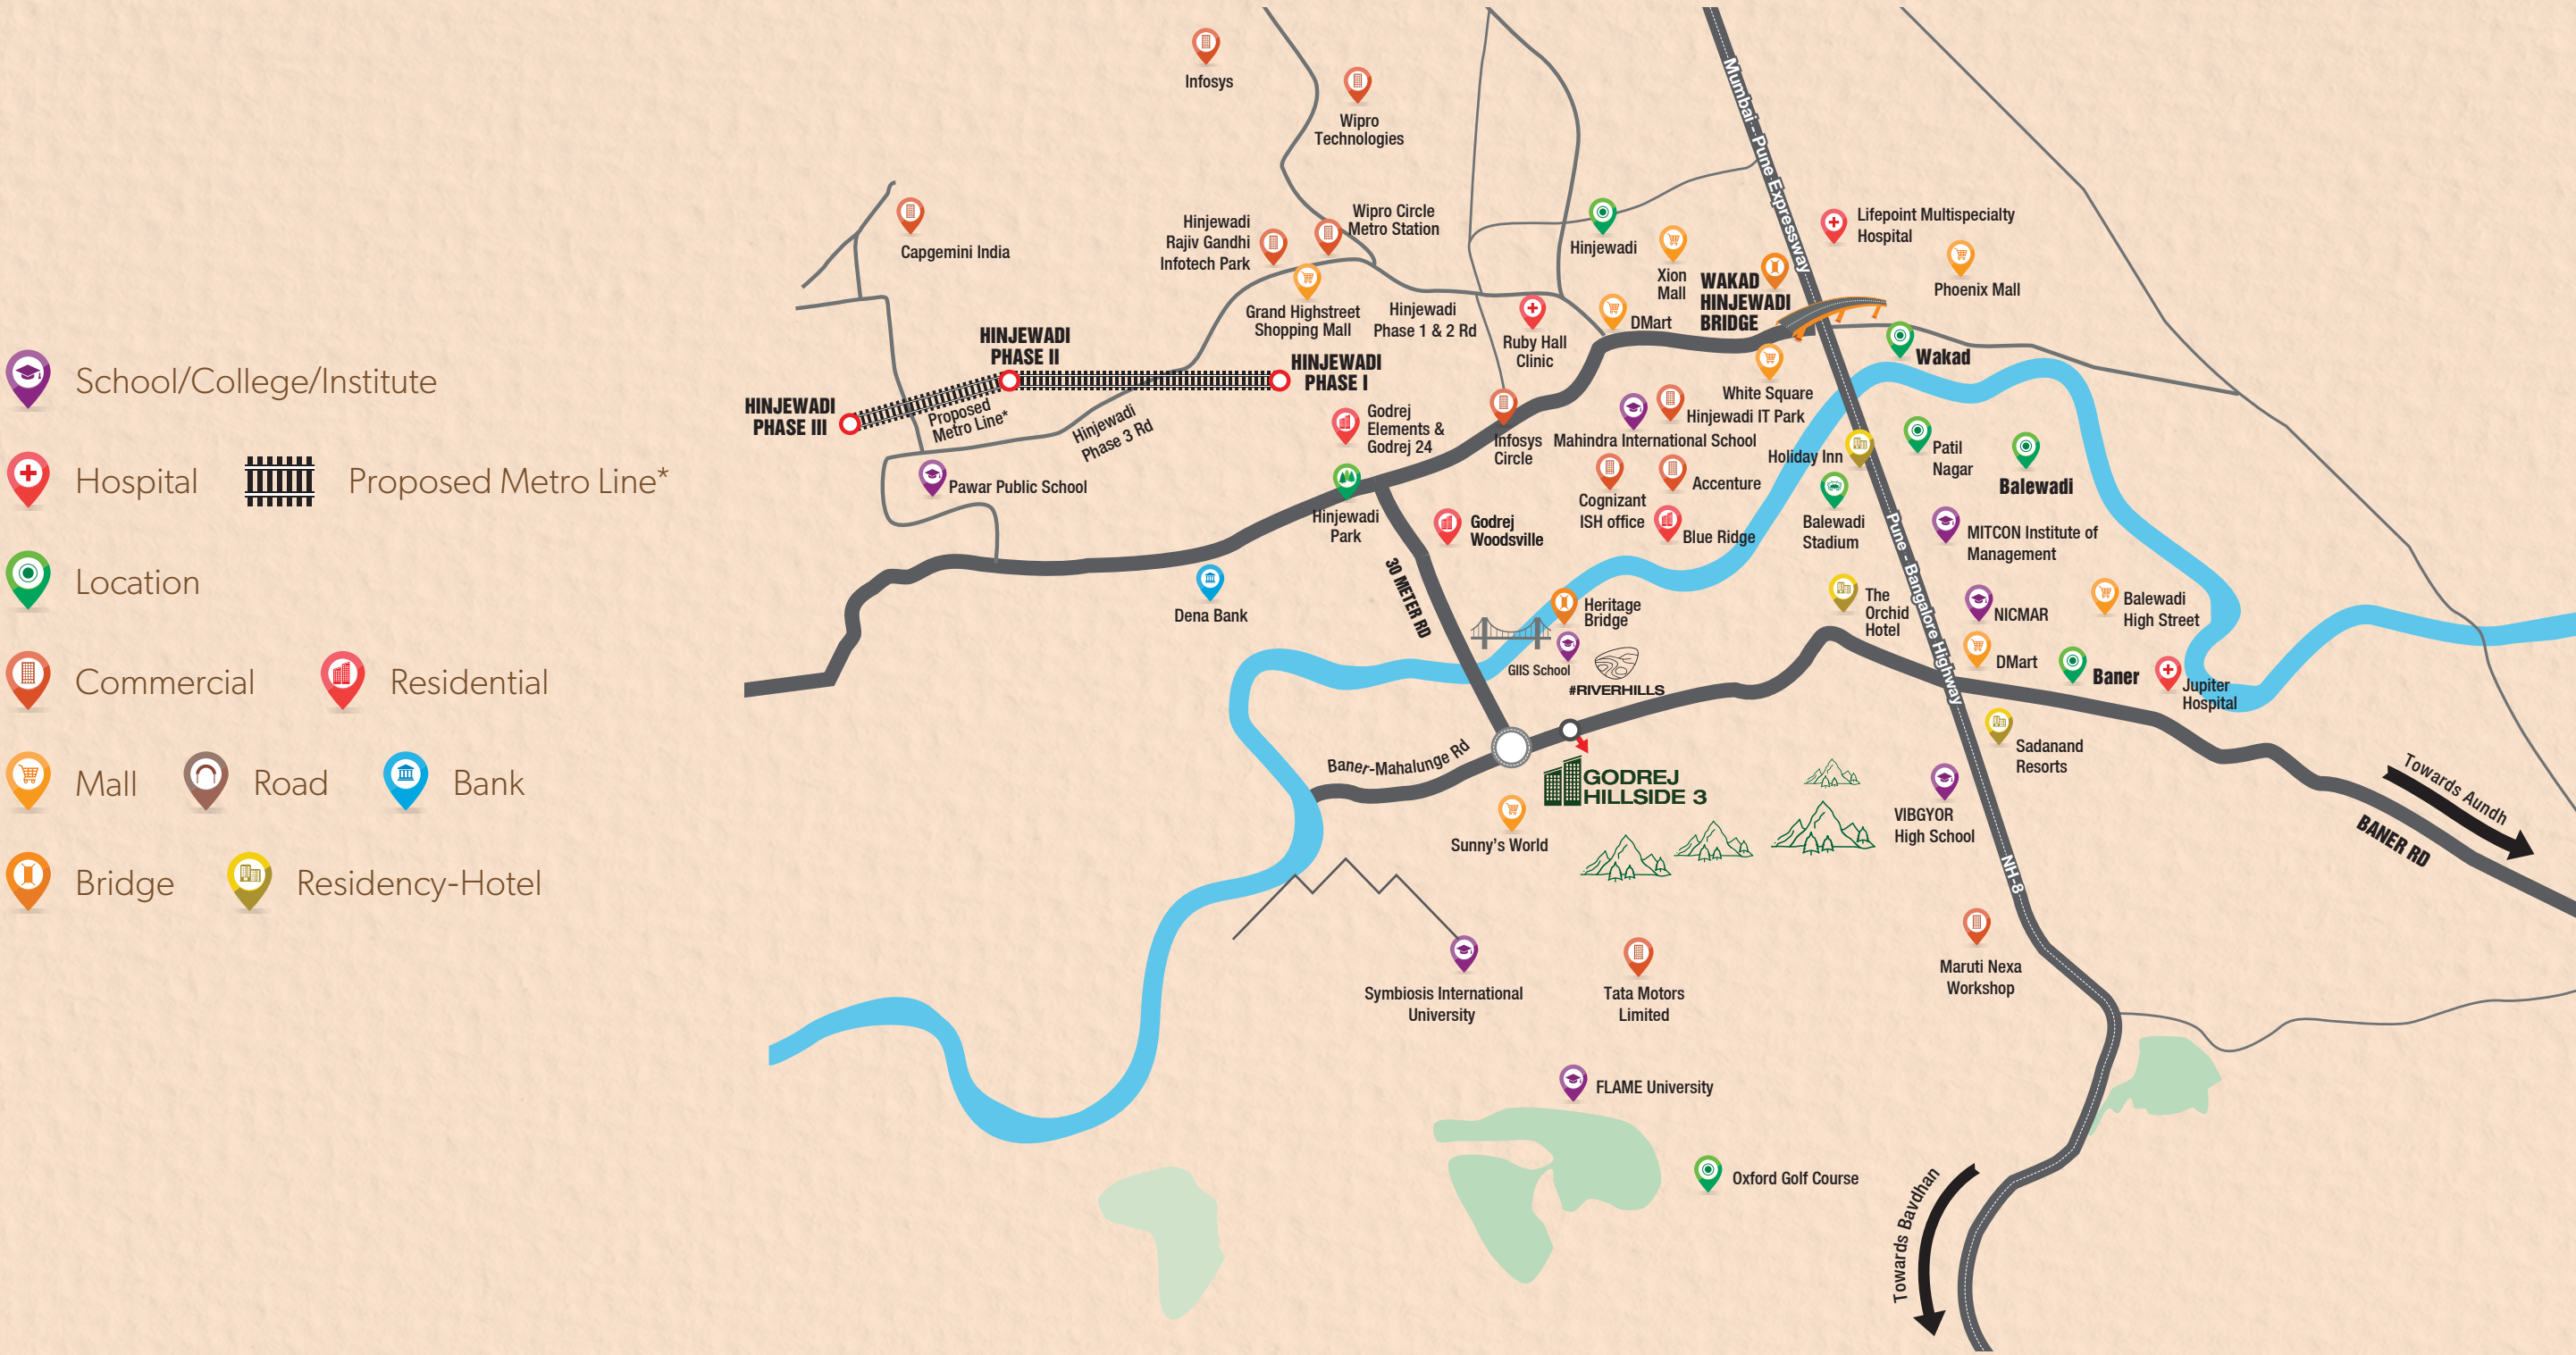 School/College/Institute
Hospital
Proposed Metro Line*
Location
Commercial
Residential
Mall
Road
Bank
Bridge
Residency-Hotel
Infosys
Wipro
Technologies
Mumbai - Pune Expressway
Capgemini India
Hinjewadi
Rajiv Gandhi
Infotech Park
Wipro Circle
Metro Station
Hinjewadi
Xion
Mall
WAKAD
HINJEWADI
BRIDGE
Lifepoint Multispecialty
Hospital
Phoenix Mall
Grand Highstreet
Shopping Mall
Hinjewadi
Phase 1 & 2 Rd
Ruby Hall
Clinic
DMart
HINJEWADI
PHASE II
HINJEWADI
PHASE I
HINJEWADI
PHASE III
Proposed
Metro Line*
Hinjewadi
Phase 3 Rd
Wakad
White Square
Godrej
Elements &
Godrej 24
Infosys
Circle
Hinjewadi IT Park
Mahindra International School
Holiday Inn
Patil
Nagar
Balewadi
Pawar Public School
Hinjewadi
Park
Godrej
Woodsville
Cognizant
ISH office
Accenture
Blue Ridge
Balewadi
Stadium
MITCON Institute of
Management
Pune - Bangalore Highway
Dena Bank
30 METER RD
Heritage
Bridge
GIIS School
#RIVERHILLS
The
Orchid
Hotel
NICMAR
Balewadi
High Street
DMart
Baner
Jupiter
Hospital
Sadanand
Resorts
Baner-Mahalunge Rd
GODREJ
HILLSIDE 3
Sunny's World
VIBGYOR
High School
Towards Aundh
BANER RD
NH-8
Symbiosis International
University
Tata Motors
Limited
Maruti Nexa
Workshop
FLAME University
Oxford Golf Course
Towards Bavdhan